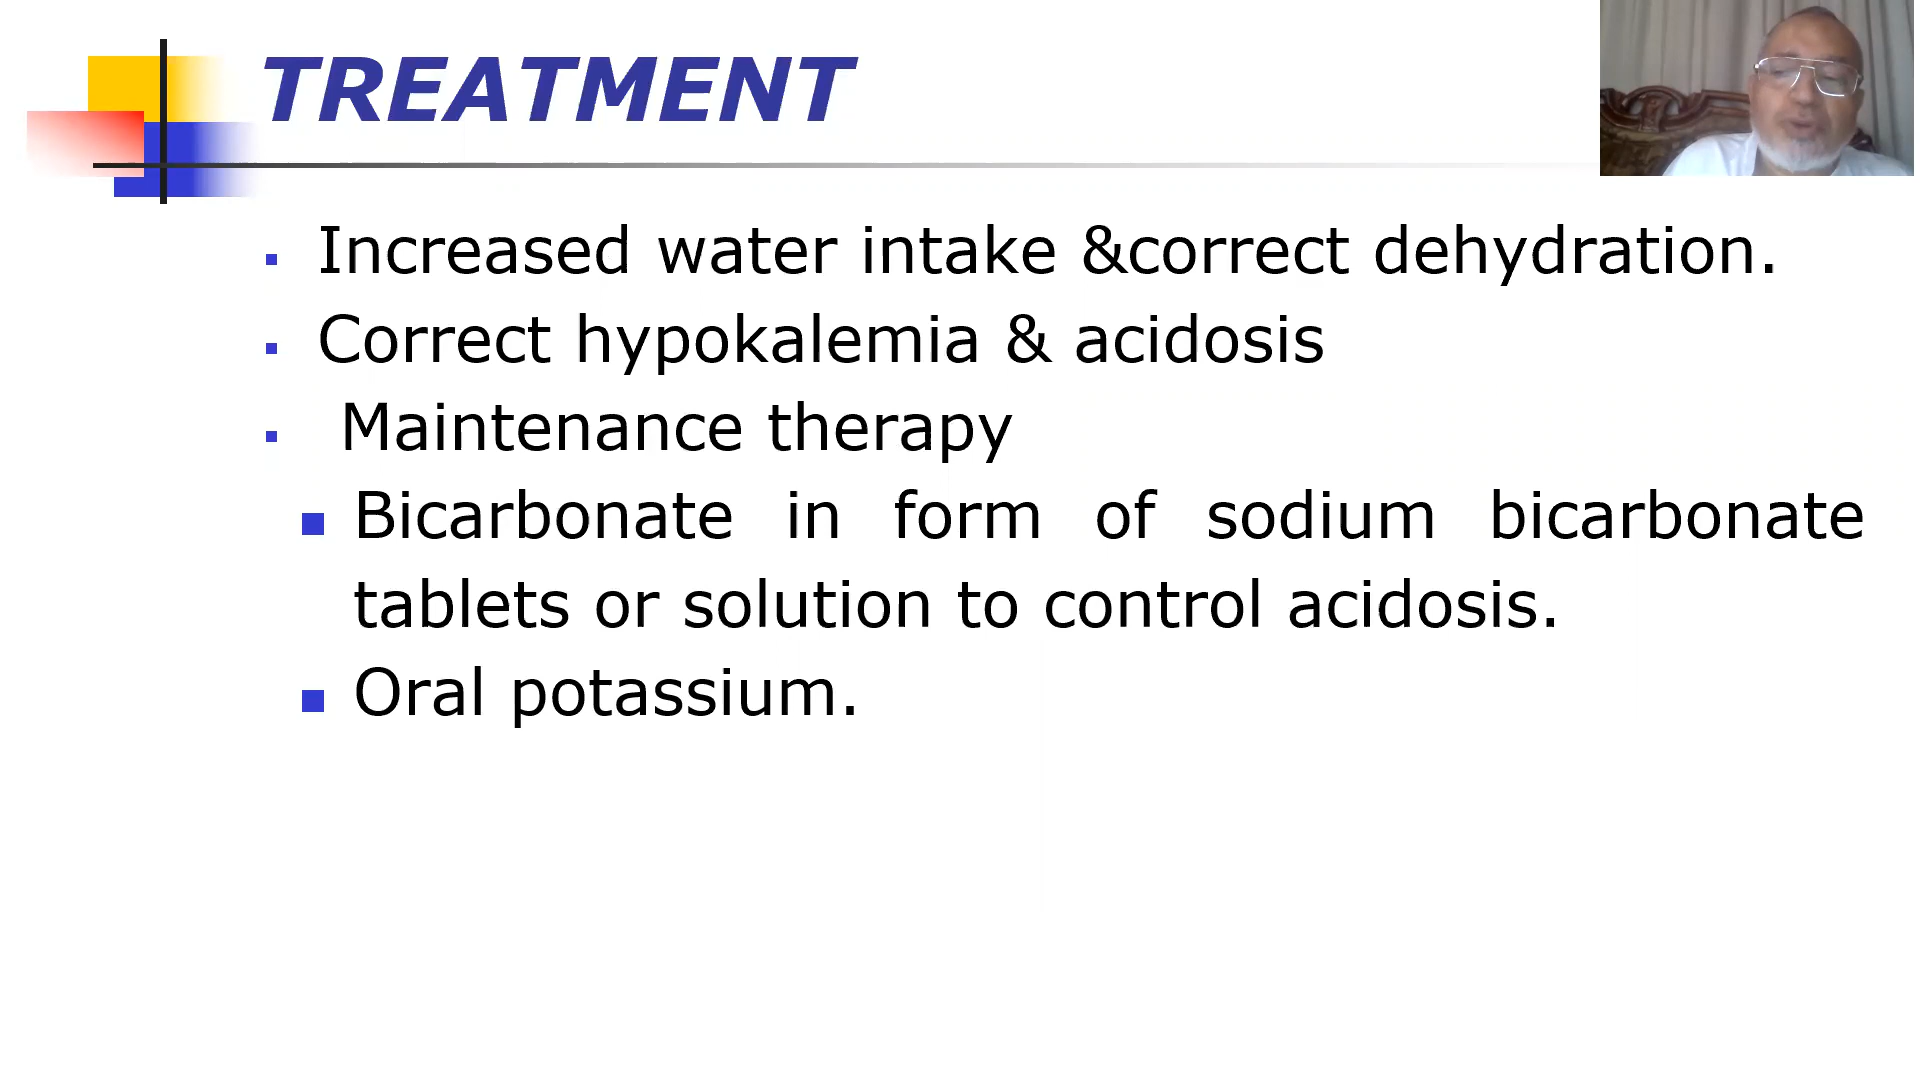 TREATMENT
Increased water intake &correct dehydration.
Correct hypokalemia & acidosis
Maintenance therapy
Bicarbonate in form of sodium bicarbonate
tablets or solution to control acidosis.
Oral potassium.